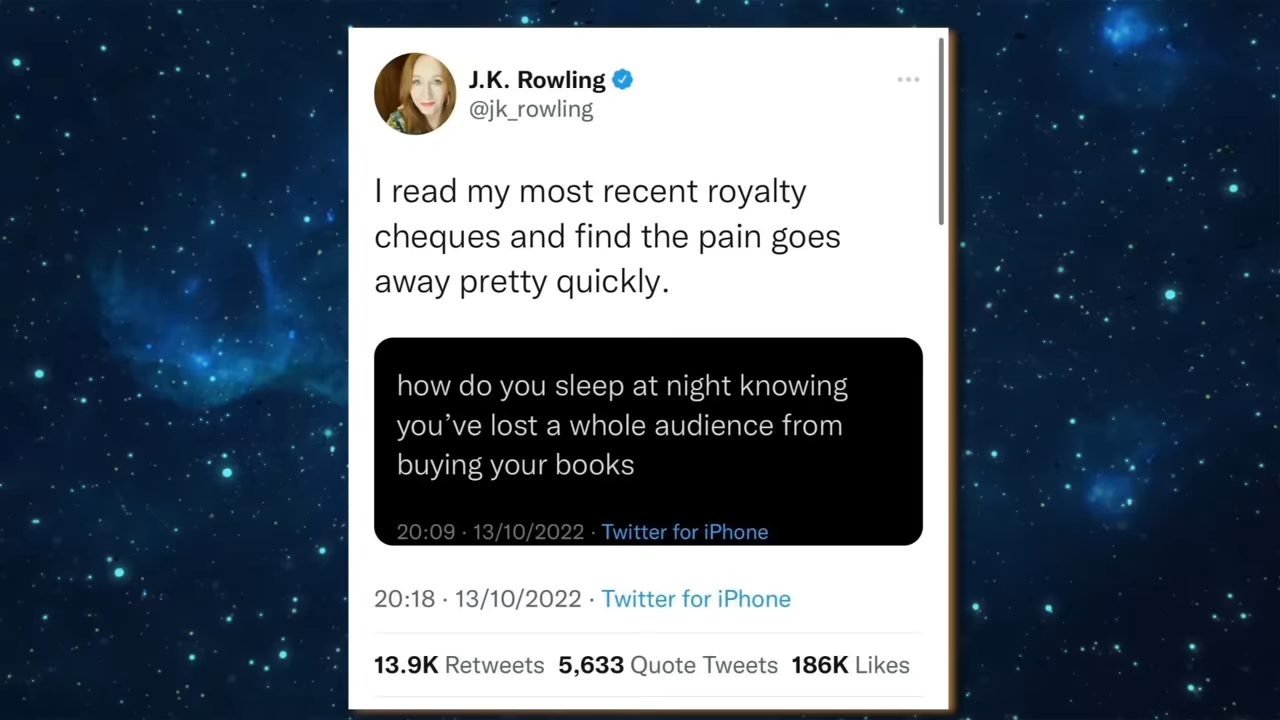 J.K. Rowling
@jk_rowling
I read my most recent royalty
cheques and find the pain goes
away pretty quickly.
how do you sleep at night knowing
you’ve lost a whole audience from
buying your books
20:09 · 13/10/2022 · Twitter for iPhone
20:18 · 13/10/2022 · Twitter for iPhone
13.9K Retweets 5,633 Quote Tweets 186K Likes